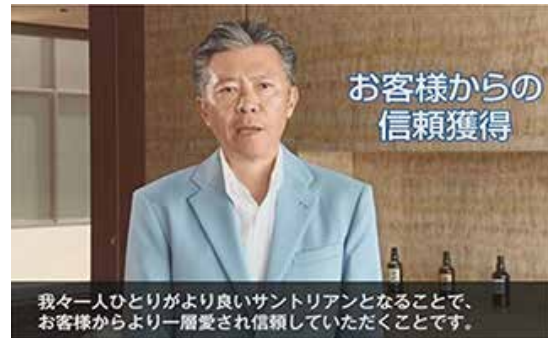 お客様からの
信頼獲得
我々一人ひとりがより良いサントリアンとなることで、
お客様からより一層愛され信頼していただくことです。